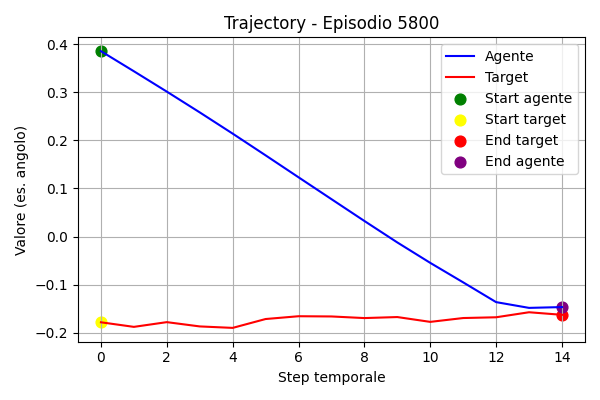 Trajectory - Episodio 5800
Valore (es. angolo)
0.4
0.3
0.2
0.1
0.0
−0.1
−0.2
0 2 4 6 8 10 12 14
Step temporale
Agente
Target
Start agente
Start target
End target
End agente